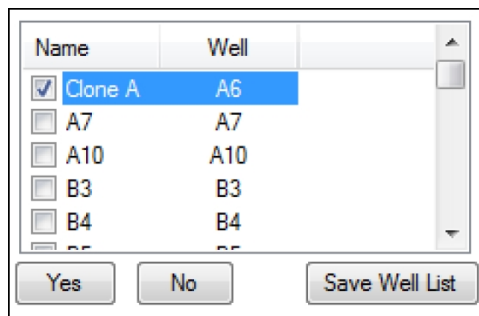 Name Well
Clone A A6
A7 A7
A10 A10
B3 B3
B4 B4
Yes No Save Well List